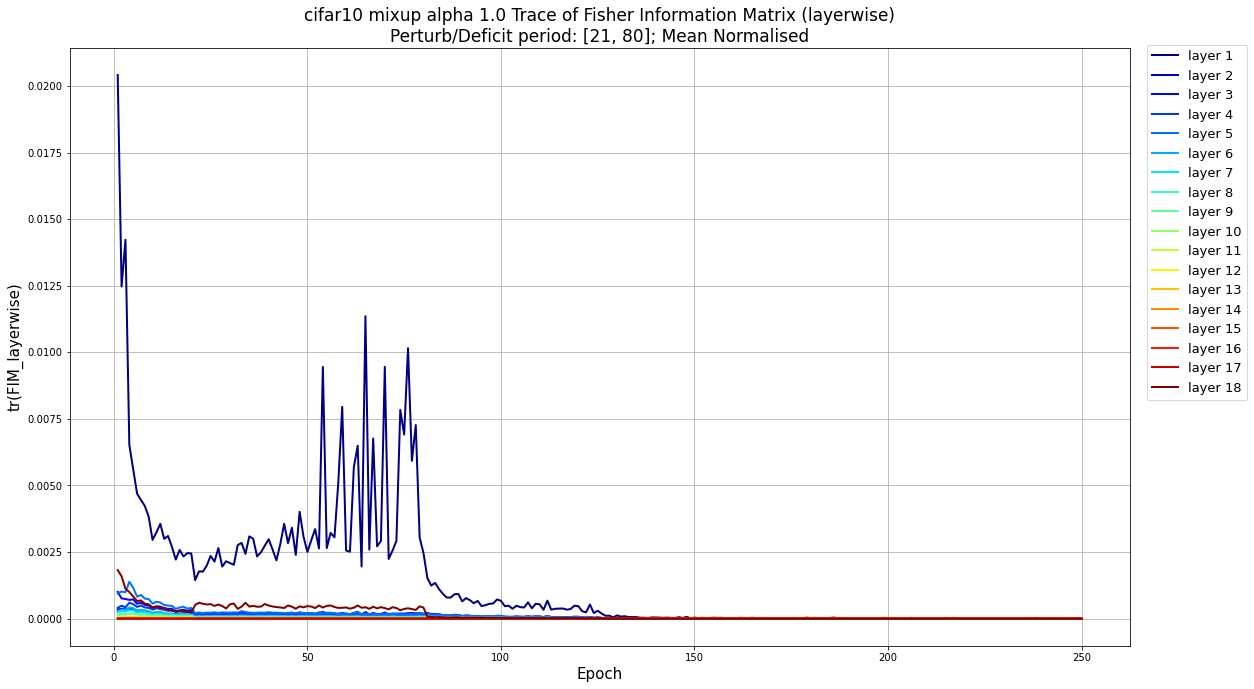 cifar10 mixup alpha 1.0 Trace of Fisher Information Matrix (layerwise)
Perturb/Deficit period: [21, 80]; Mean Normalised
tr(FIM_layerwise)
0.0200
0.0175
0.0150
0.0125
0.0100
0.0075
0.0050
0.0025
0.0000
0
50
100
150
200
250
Epoch
layer 1
layer 2
layer 3
layer 4
layer 5
layer 6
layer 7
layer 8
layer 9
layer 10
layer 11
layer 12
layer 13
layer 14
layer 15
layer 16
layer 17
layer 18